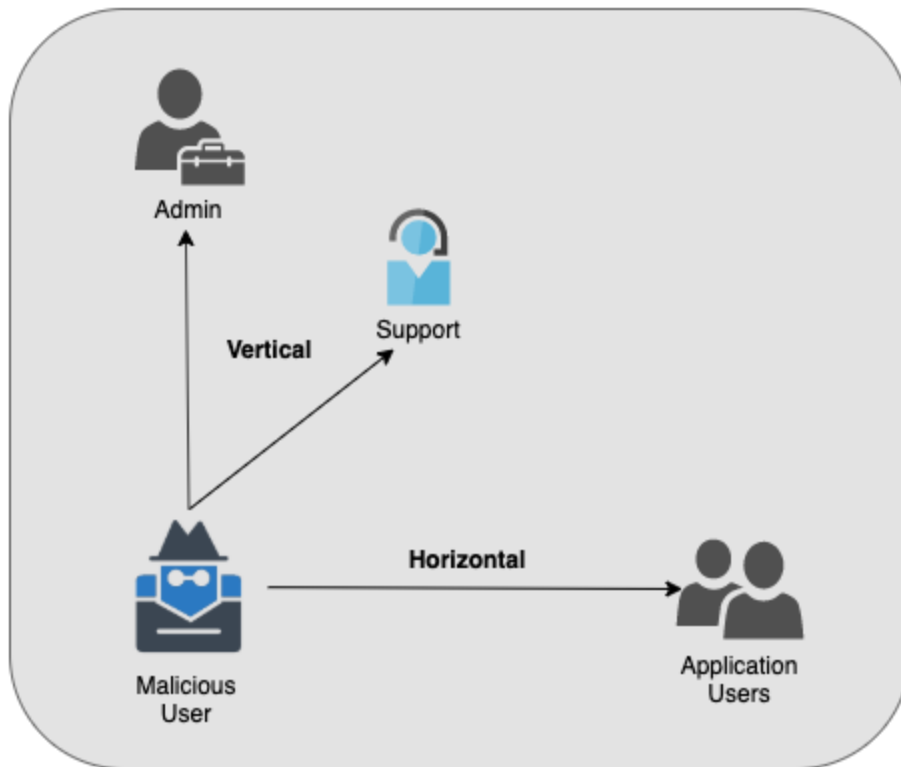 Admin
Support
Vertical
Horizontal
Malicious
User
Application
Users